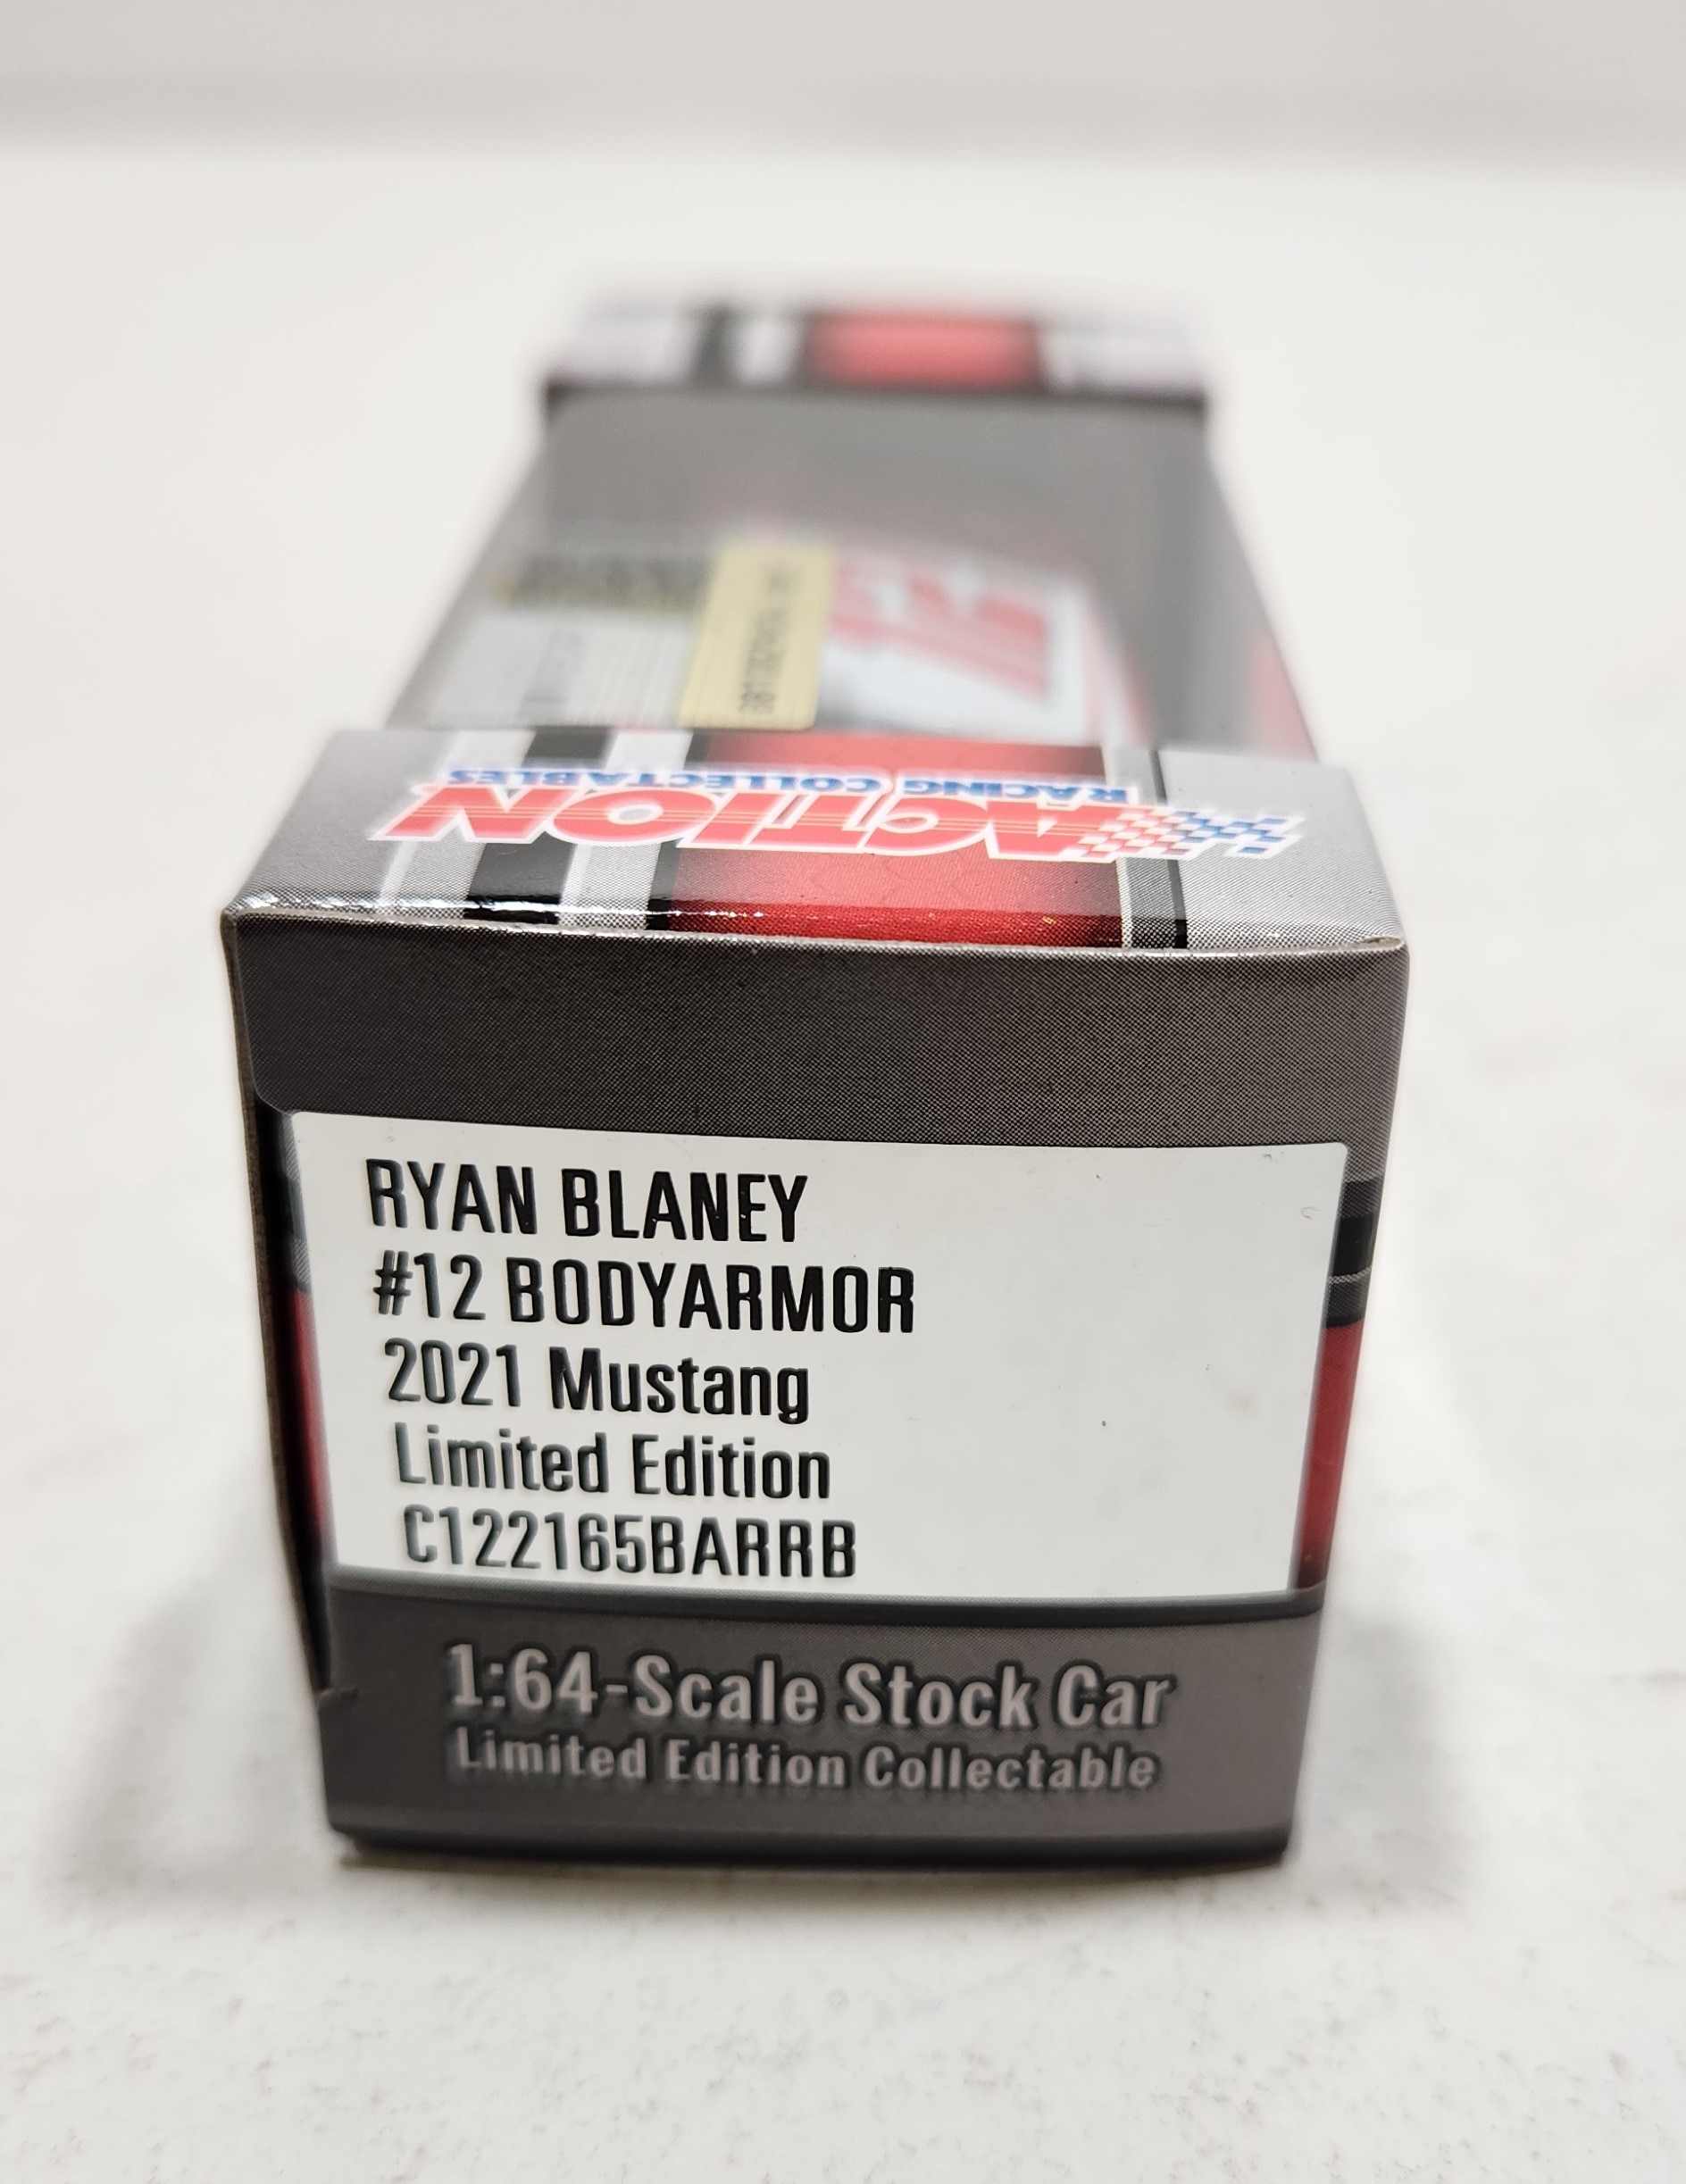 12
ACTION
RACING COLLECTABLES
RYAN BLANEY
#12 BODYARMOR
2021 Mustang
Limited Edition
C122165BARRB
1:64-Scale Stock Car
Limited Edition Collectable